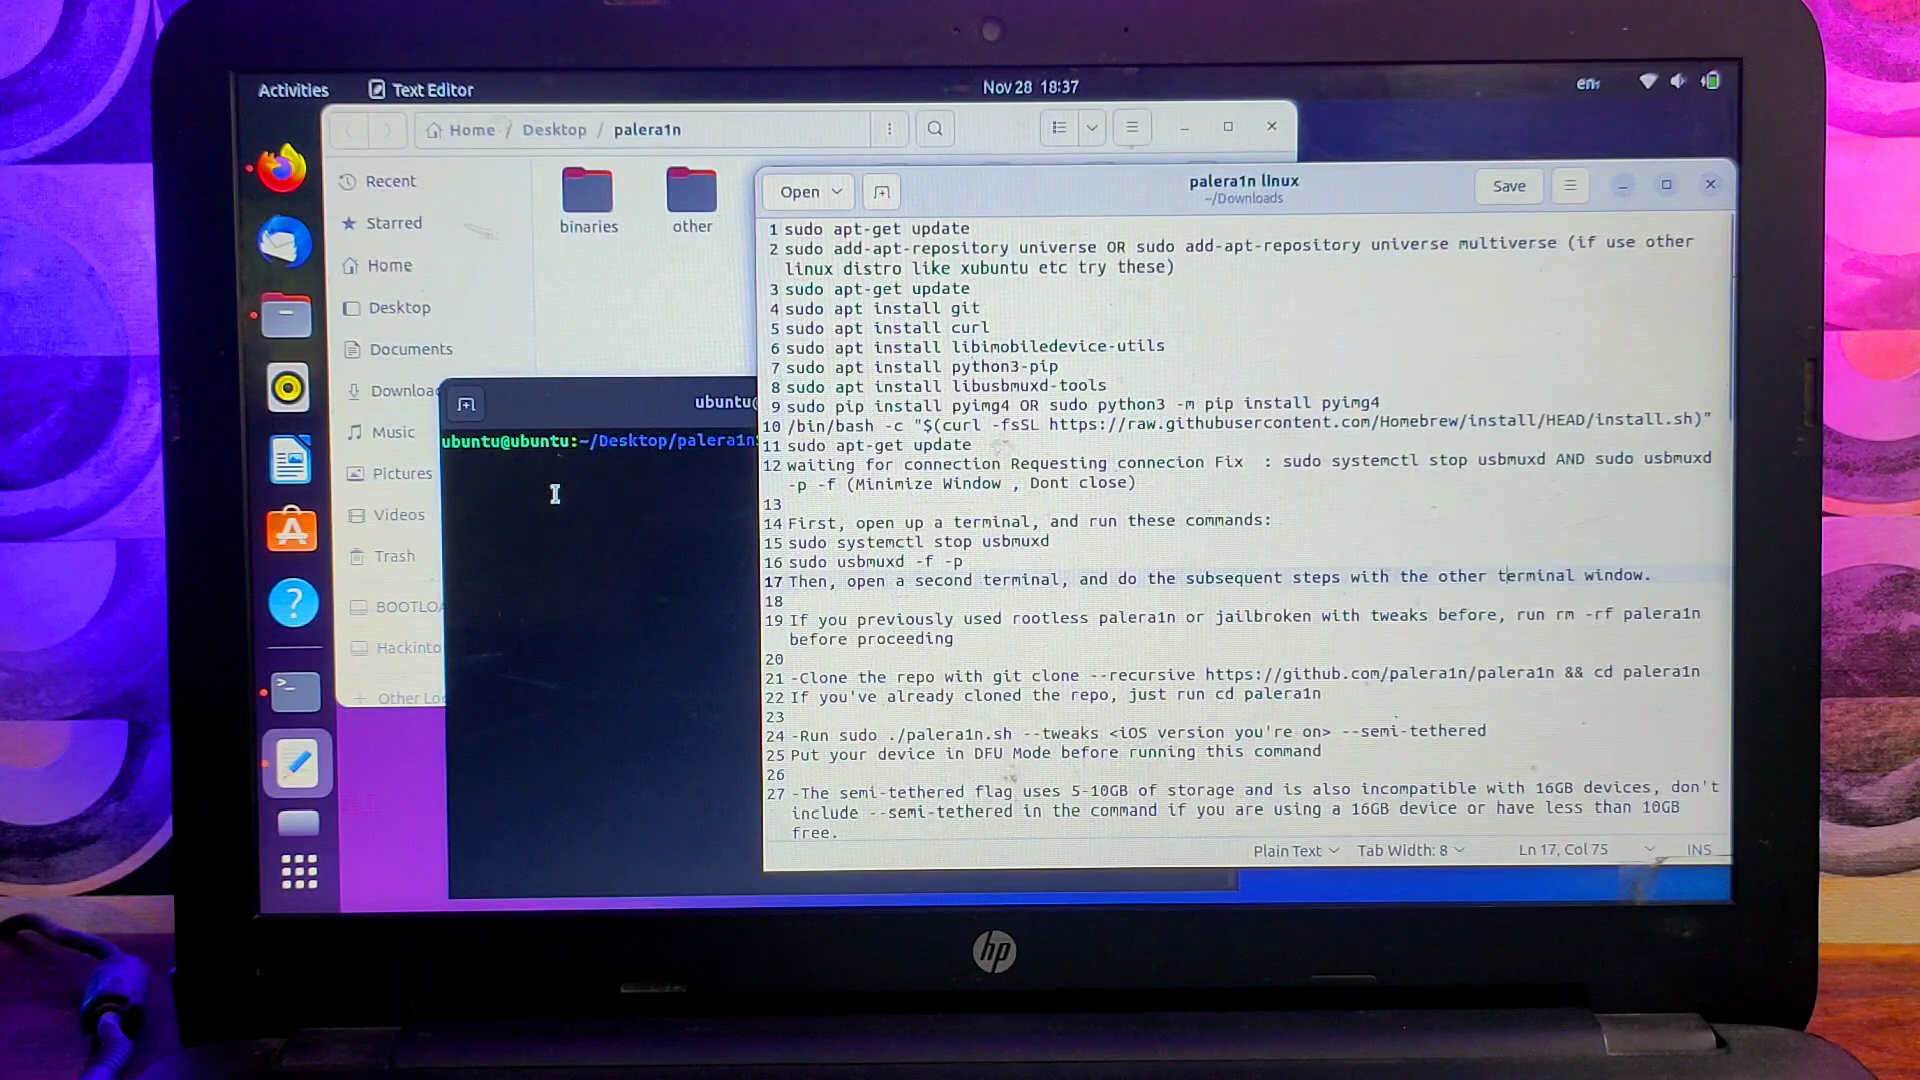 Activities
Text Editor
Nov 28 18:37
en₁
Home / Desktop / palera1n
Recent
Starred
Home
Desktop
Documents
Music
Pictures
Videos
Trash
binaries
other
ubuntu@ubuntu:~/Desktop/palera1n
Open
palera1n linux
~/Downloads
Save
1 sudo apt-get update
2 sudo add-apt-repository universe OR sudo add-apt-repository universe multiverse (if use other
linux distro like xubuntu etc try these)
3 sudo apt-get update
4 sudo apt install git
5 sudo apt install curl
6 sudo apt install libimobiledevice-utils
7 sudo apt install python3-pip
8 sudo apt install libusbmuxd-tools
9 sudo pip install pyimg4 OR sudo python3 -m pip install pyimg4
10 /bin/bash -c "$(curl -fsSL https://raw.githubusercontent.com/Homebrew/install/HEAD/install.sh)"
11 sudo apt-get update
12 waiting for connection Requesting connecion Fix : sudo systemctl stop usbmuxd AND sudo usbmuxd
-p -f (Minimize Window , Dont close)
13
14 First, open up a terminal, and run these commands:
15 sudo systemctl stop usbmuxd
16 sudo usbmuxd -f -p
17 Then, open a second terminal, and do the subsequent steps with the other terminal window.
18
19 If you previously used rootless palera1n or jailbroken with tweaks before, run rm -rf palera1n
before proceeding
20
21 -Clone the repo with git clone --recursive https://github.com/palera1n/palera1n && cd palera1n
22 If you've already cloned the repo, just run cd palera1n
23
24 -Run sudo ./palera1n.sh --tweaks <iOS version you're on> --semi-tethered
25 Put your device in DFU Mode before running this command
26
27 -The semi-tethered flag uses 5-10GB of storage and is also incompatible with 16GB devices, don't
include --semi-tethered in the command if you are using a 16GB device or have less than 10GB
free.
Plain Text
Tab Width: 8
Ln 17, Col 75
INS
hp